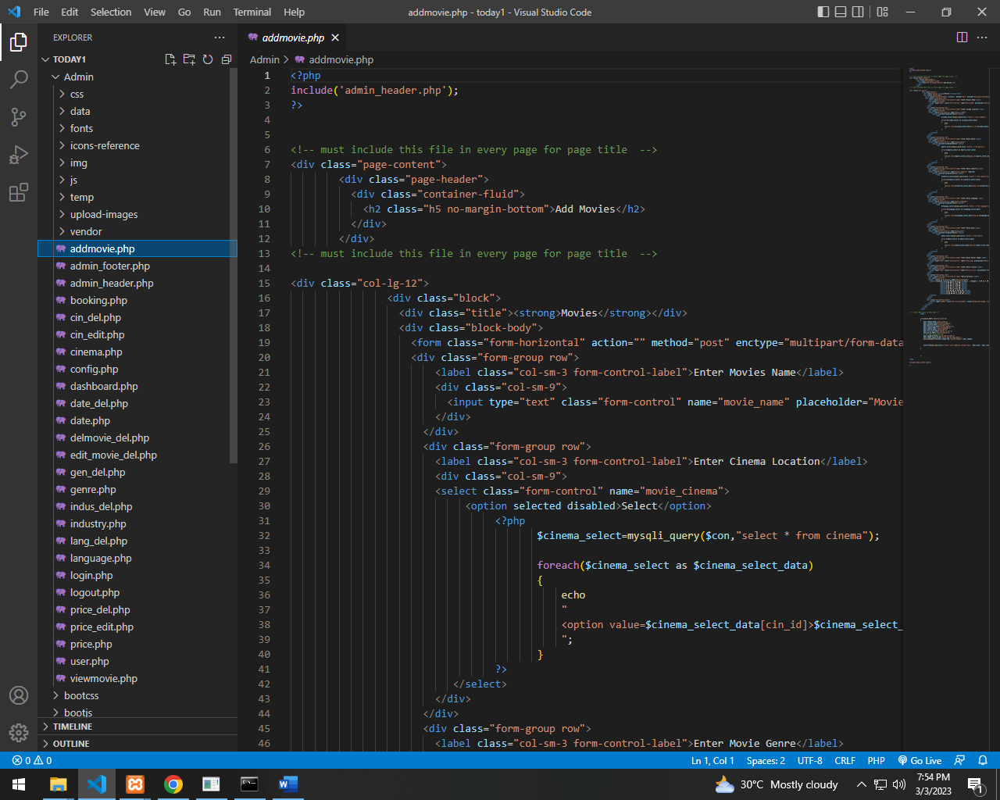 File Edit Selection View Go Run Terminal Help
addmovie.php - today1 - Visual Studio Code
EXPLORER
TODAY1
Admin
css
data
fonts
icons-reference
img
js
temp
upload-images
vendor
addmovie.php
admin_footer.php
admin_header.php
booking.php
cin_del.php
cin_edit.php
cinema.php
config.php
dashboard.php
date_del.php
date.php
delmovie_del.php
edit_movie_del.php
gen_del.php
genre.php
indus_del.php
industry.php
lang_del.php
language.php
login.php
logout.php
price_del.php
price_edit.php
price.php
user.php
viewmovie.php
bootcss
bootjs
TIMELINE
OUTLINE
addmovie.php
Admin > addmovie.php
1 <?php
2 include('admin_header.php');
3 ?>
4
5
6 <!-- must include this file in every page for page title  -->
7 <div class="page-content">
8 <div class="page-header">
9 <div class="container-fluid">
10 <h2 class="h5 no-margin-bottom">Add Movies</h2>
11 </div>
12 </div>
13 <!-- must include this file in every page for page title  -->
14
15 <div class="col-lg-12">
16 <div class="block">
17 <div class="title"><strong>Movies</strong></div>
18 <div class="block-body">
19 <form class="form-horizontal" action="" method="post" enctype="multipart/form-data
20 <div class="form-group row">
21 <label class="col-sm-3 form-control-label">Enter Movies Name</label>
22 <div class="col-sm-9">
23 <input type="text" class="form-control" name="movie_name" placeholder="Movie
24 </div>
25 </div>
26 <div class="form-group row">
27 <label class="col-sm-3 form-control-label">Enter Cinema Location</label>
28 <div class="col-sm-9">
29 <select class="form-control" name="movie_cinema">
30 <option selected disabled>Select</option>
31 <?php
32 $cinema_select=mysqli_query($con,"select * from cinema");
33
34 foreach($cinema_select as $cinema_select_data)
35 {
36 echo
37 "
38 <option value=$cinema_select_data[cin_id]>$cinema_select_
39 ";
40 }
41 ?>
42 </select>
43 </div>
44 </div>
45 <div class="form-group row">
46 <label class="col-sm-3 form-control-label">Enter Movie Genre</label>
0 0 Ln 1, Col 1 Spaces: 2 UTF-8 CRLF PHP Go Live
30°C Mostly cloudy
7:54 PM
3/3/2023
1